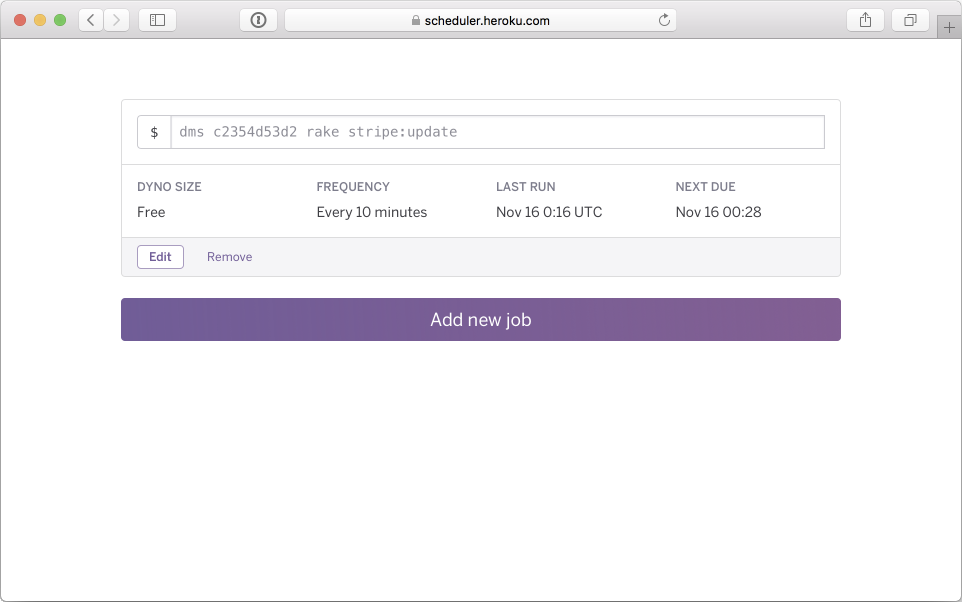 scheduler.heroku.com
$ dms c2354d53d2 rake stripe:update
DYNO SIZE FREQUENCY LAST RUN NEXT DUE
Free Every 10 minutes Nov 16 0:16 UTC Nov 16 00:28
Edit Remove
Add new job